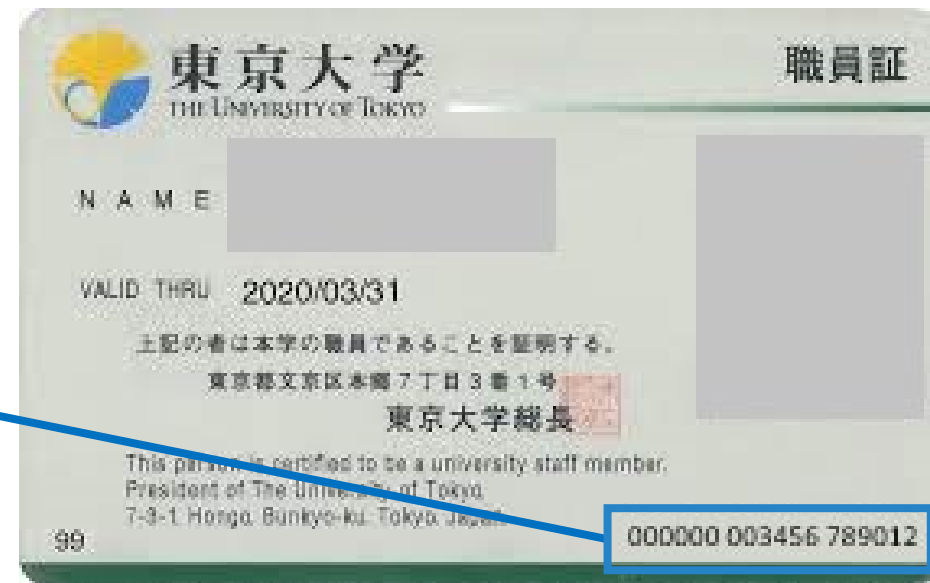 東京大学
THE UNIVERSITY OF TOKYO
職員証
NAME
VALID THRU 2020/03/31
上記の者は本学の職員であることを証明する。
東京都文京区本郷7丁目3番1号
東京大学総長
This person is certified to be a university staff member.
President of The University of Tokyo
7-3-1 Hongo Bunkyo-ku Tokyo Japan
99
000000 003456 789012